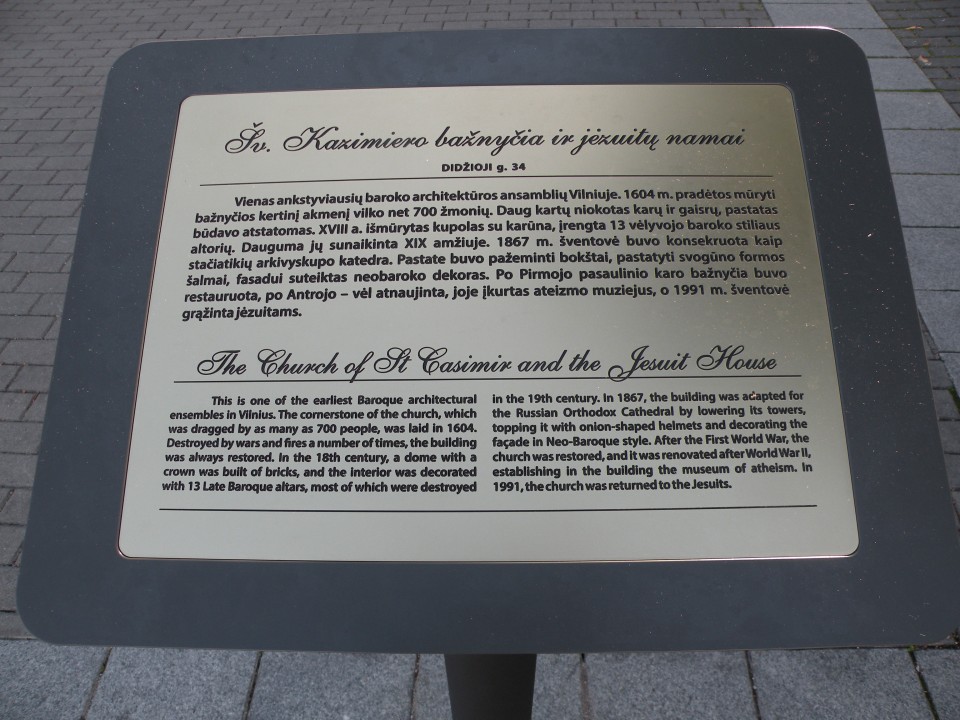 Šv. Kazimiero bažnyčia ir jėzuitų namai
DIDŽIOJI g. 34
Vienas ankstyviausių baroko architektūros ansamblių Vilniuje. 1604 m. pradėtos mūryti
bažnyčios kertinį akmenį vilko net 700 žmonių. Daug kartų niokotas karų ir gaisrų, pastatas
būdavo atstatomas. XVIII a. išmūrytas kupolas su karūna, įrengta 13 vėlyvojo baroko stiliaus
altorių. Dauguma jų sunaikinta XIX amžiuje. 1867 m. šventovė buvo konsekruota kaip
stačiatikių arkivyskupo katedra. Pastate buvo pažeminti bokštai, pastatyti svogūno formos
šalmai, fasadui suteiktas neobaroko dekoras. Po Pirmojo pasaulinio karo bažnyčia buvo
restauruota, po Antrojo – vėl atnaujinta, joje įkurtas ateizmo muziejus, o 1991 m. šventovė
grąžinta jėzuitams.
The Church of St Casimir and the Jesuit House
This is one of the earliest Baroque architectural
ensembles in Vilnius. The cornerstone of the church, which
was dragged by as many as 700 people, was laid in 1604.
Destroyed by wars and fires a number of times, the building
was always restored. In the 18th century, a dome with a
crown was built of bricks, and the interior was decorated
with 13 Late Baroque altars, most of which were destroyed
in the 19th century. In 1867, the building was adapted for
the Russian Orthodox Cathedral by lowering its towers,
topping it with onion-shaped helmets and decorating the
façade in Neo-Baroque style. After the First World War, the
church was restored, and it was renovated after World War II,
establishing in the building the museum of atheism. In
1991, the church was returned to the Jesuits.